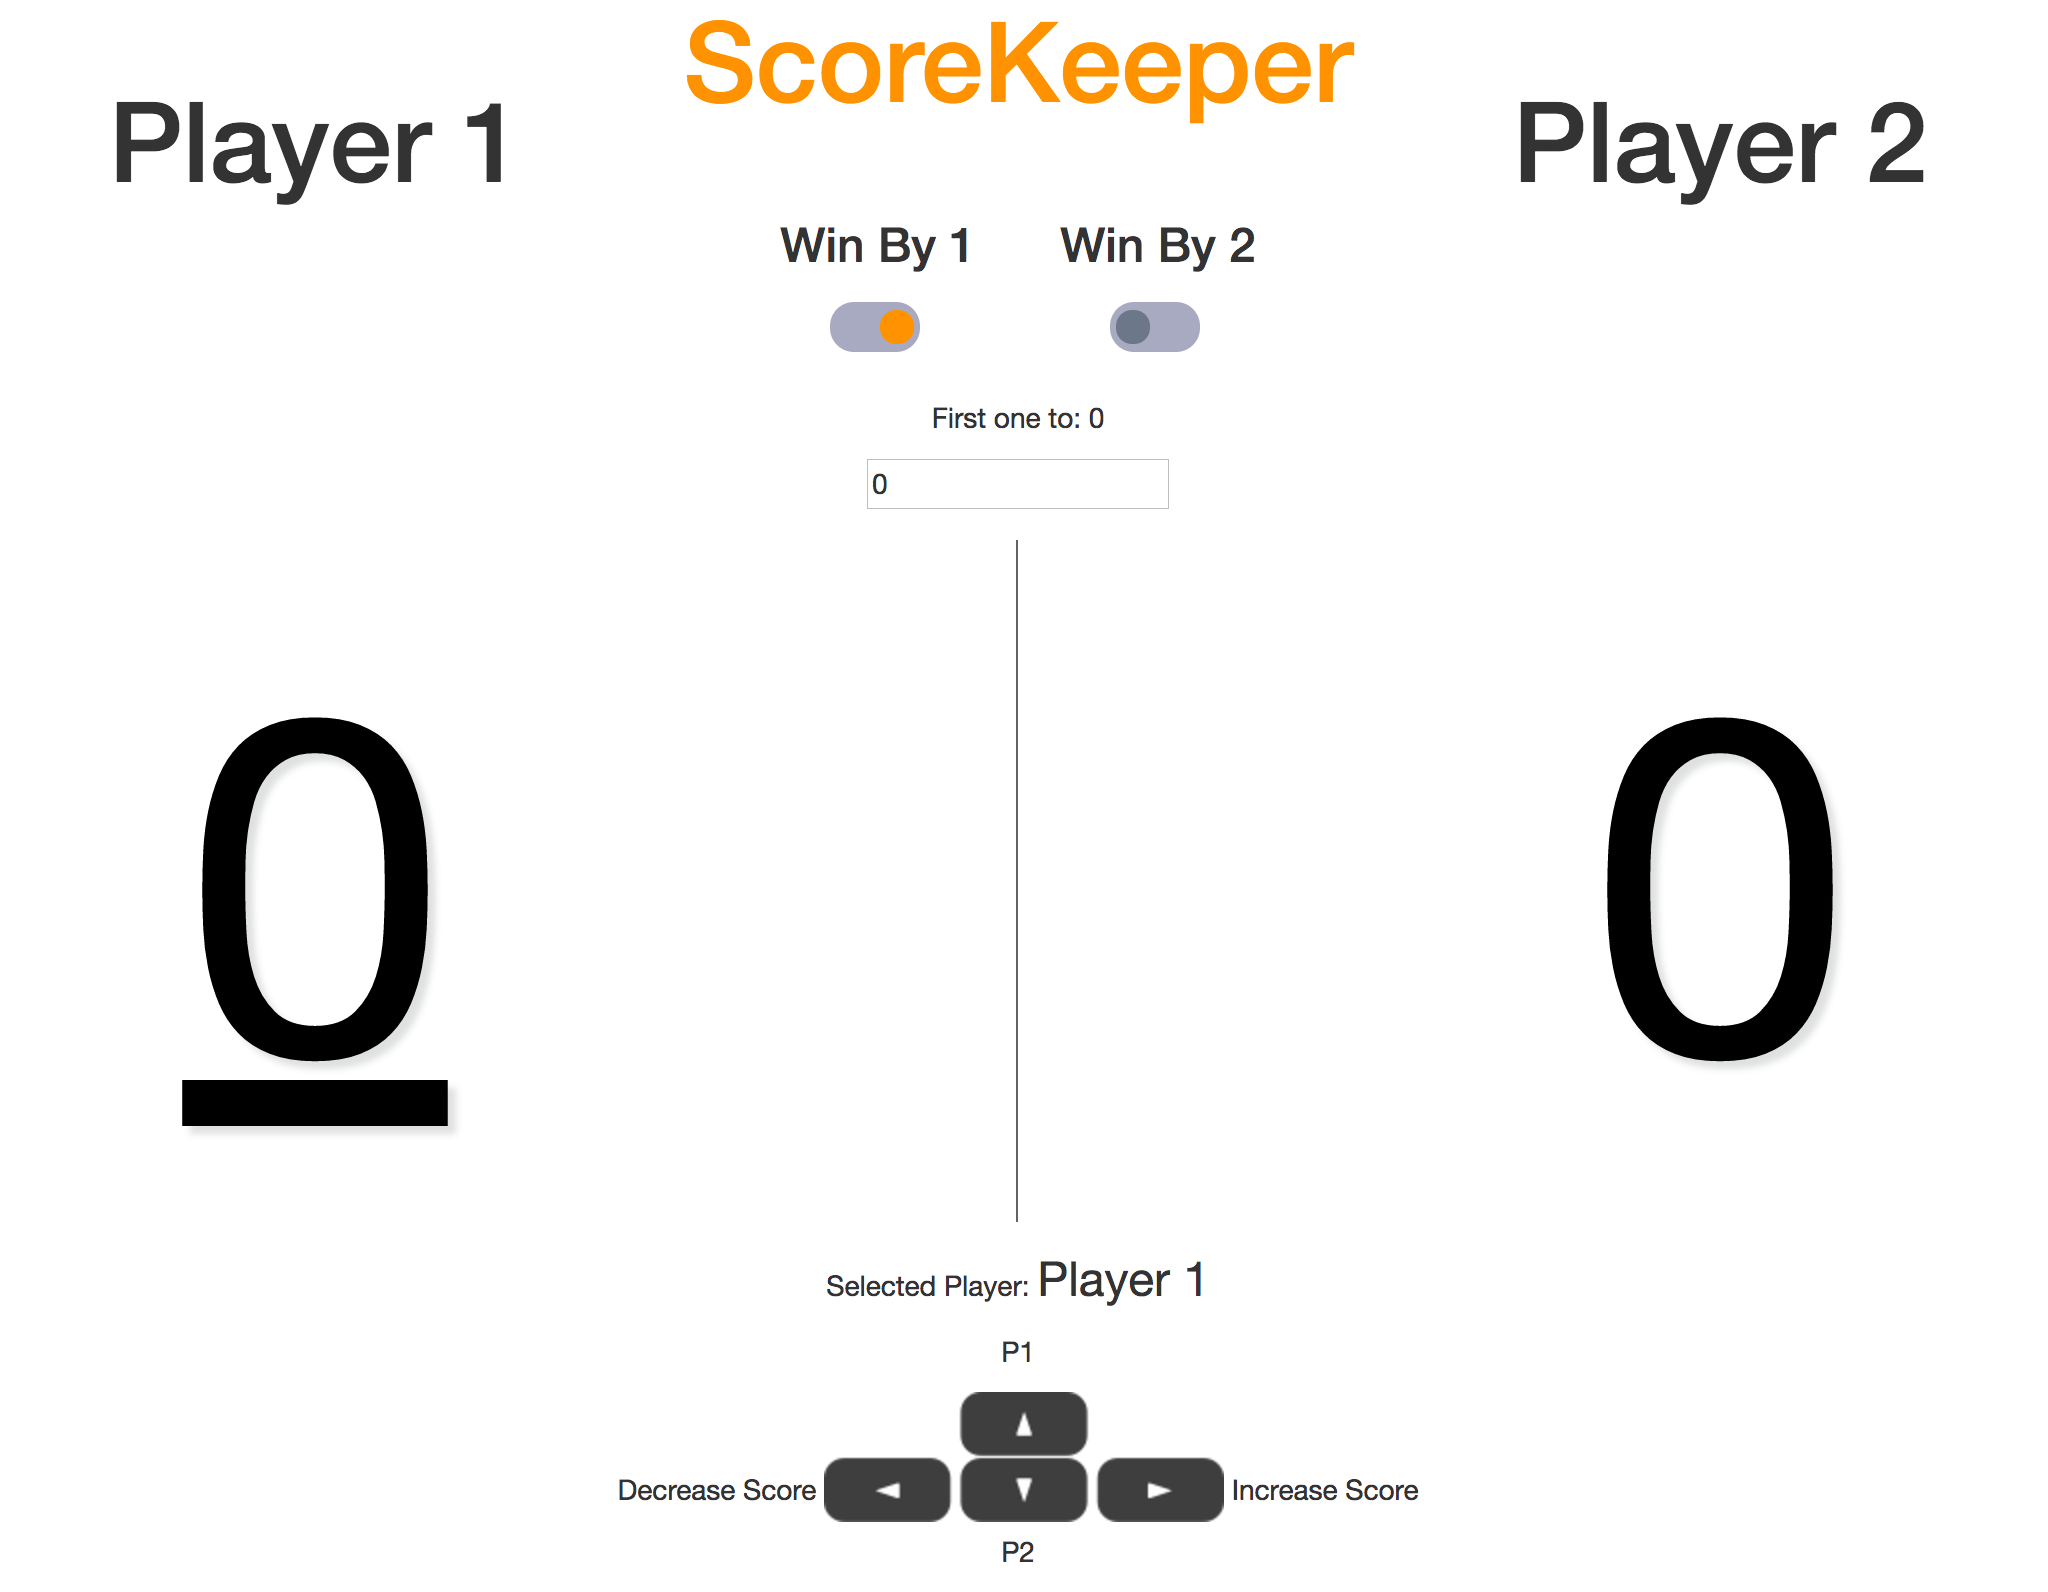 ScoreKeeper
Player 1
Player 2
Win By 1
Win By 2
First one to: 0
0
0
0
Selected Player: Player 1
P1
Decrease Score
Increase Score
P2